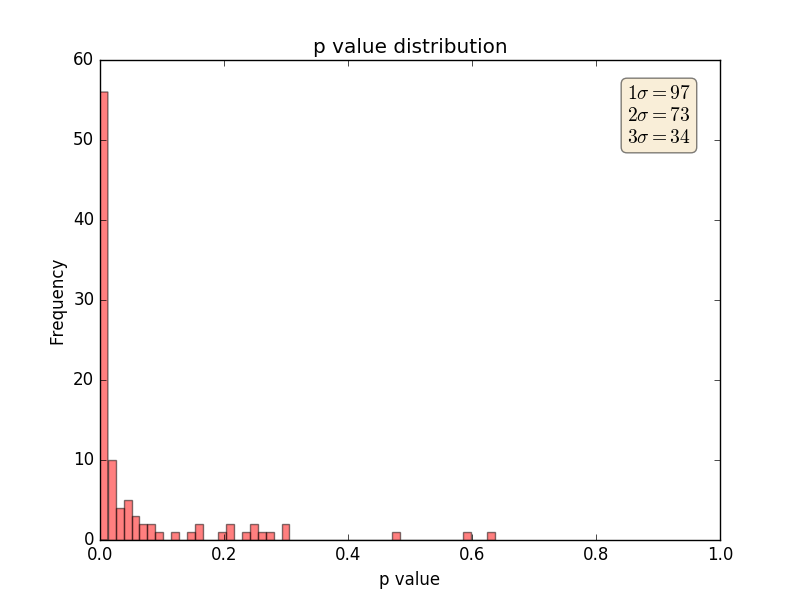 p value distribution
1σ = 97
2σ = 73
3σ = 34
60
50
40
30
20
10
0
Frequency
0.0 0.2 0.4 0.6 0.8 1.0
p value